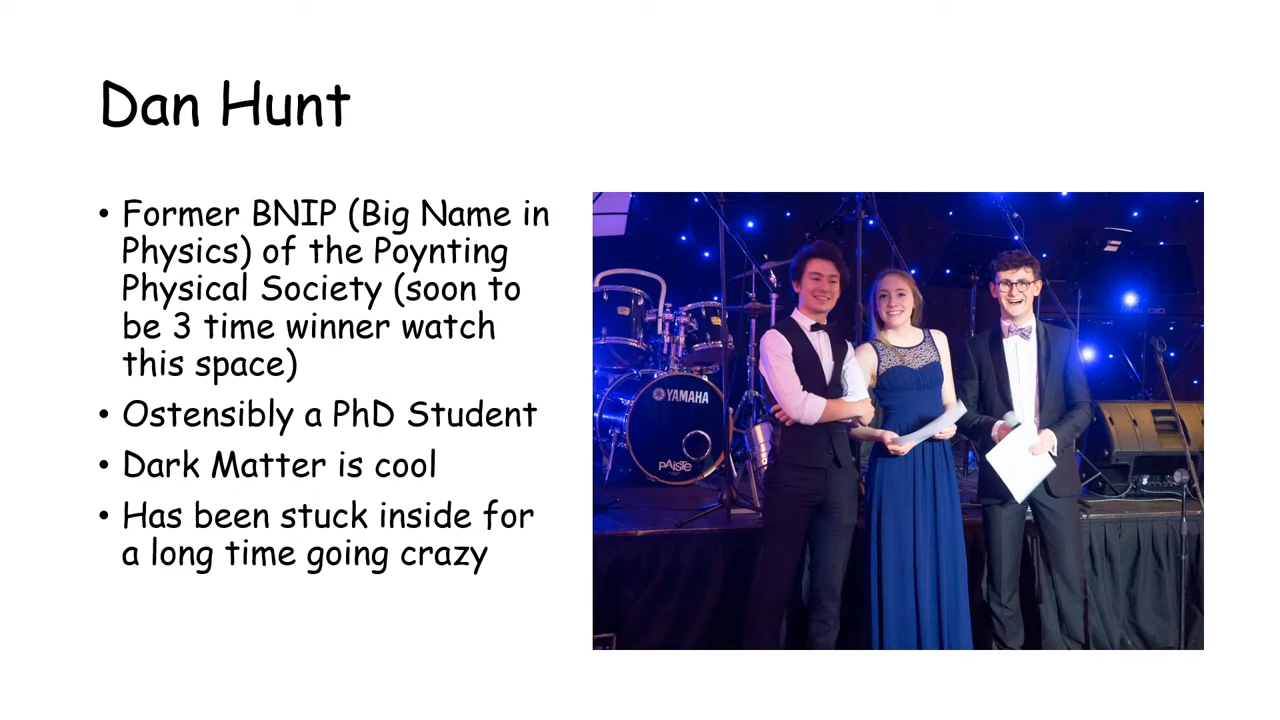 Dan Hunt
• Former BNIP (Big Name in
Physics) of the Poynting
Physical Society (soon to
be 3 time winner watch
this space)
• Ostensibly a PhD Student
• Dark Matter is cool
• Has been stuck inside for
a long time going crazy
YAMAHA
PAiSTe